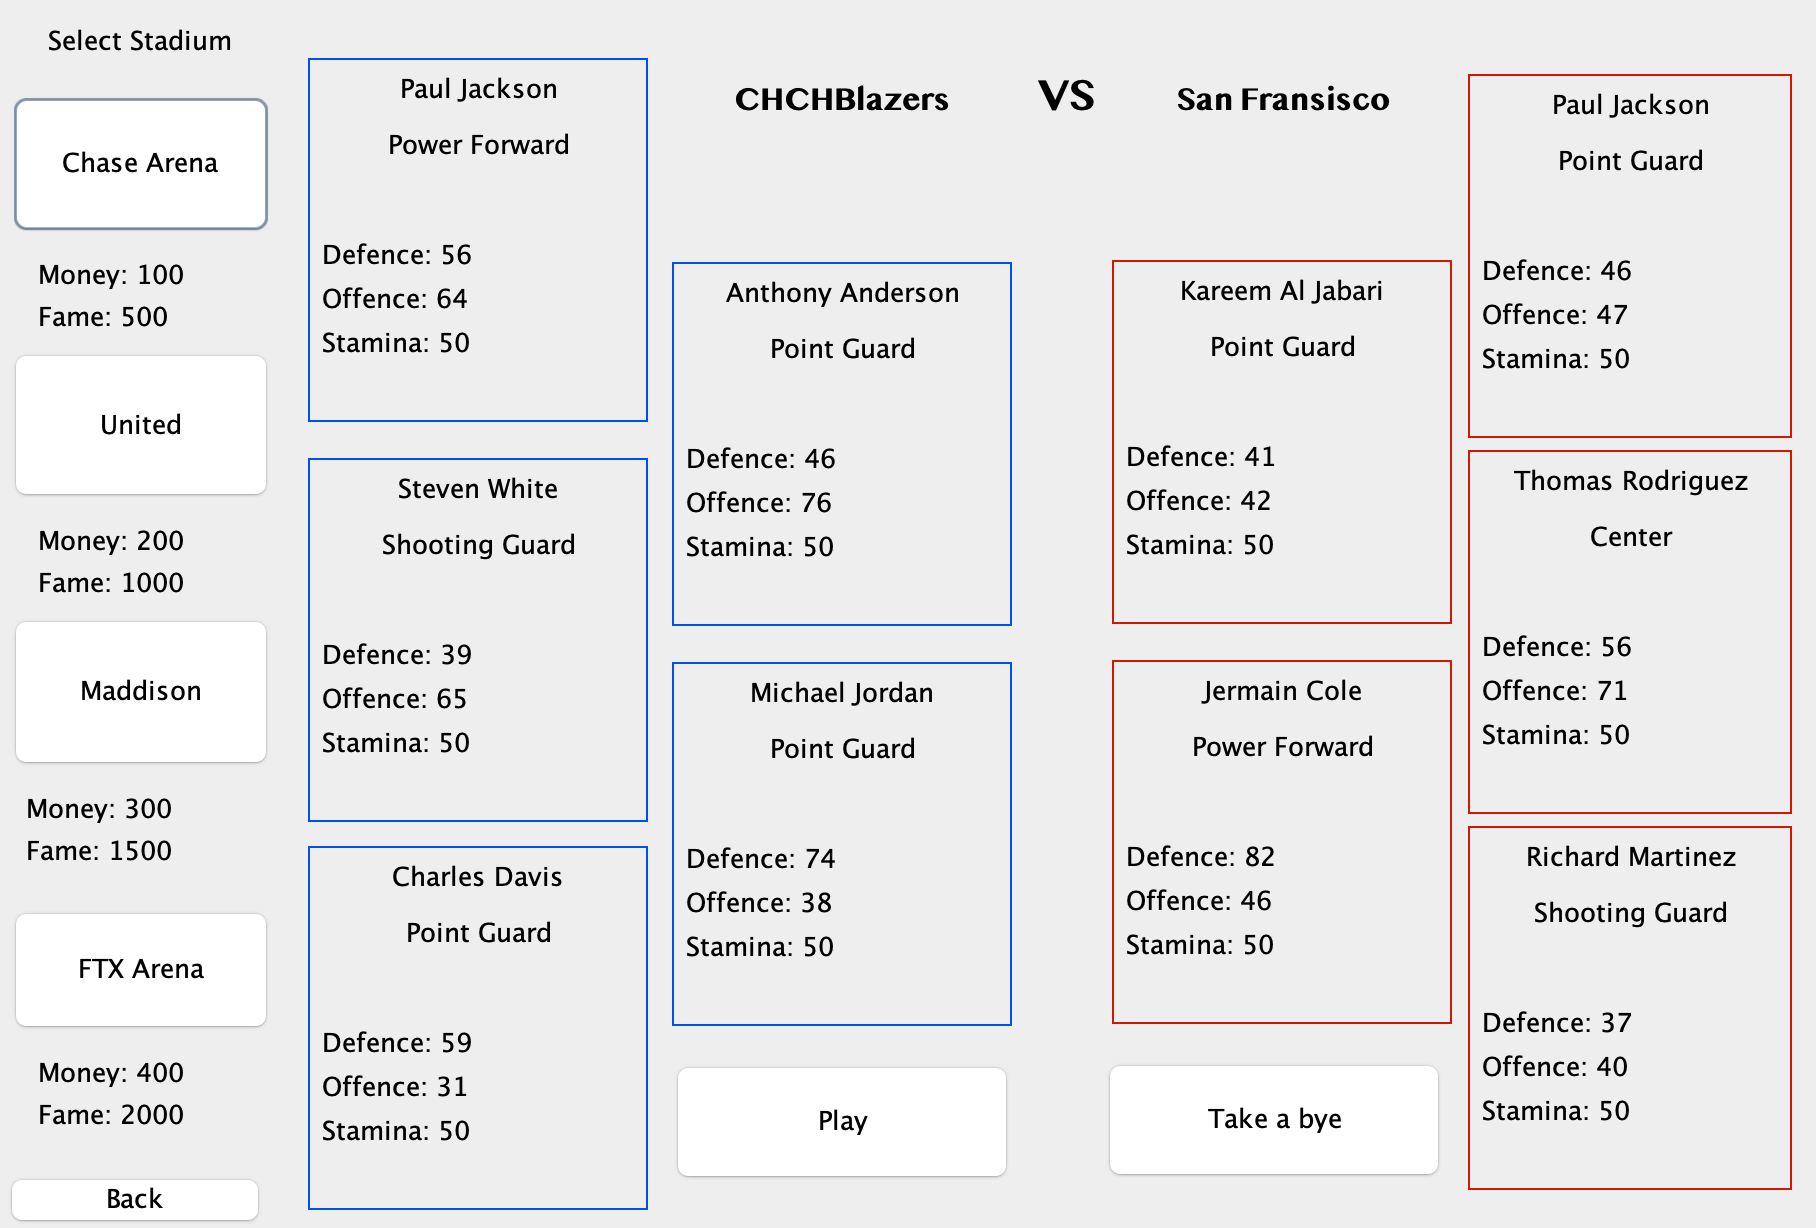 Select Stadium
Chase Arena
Money: 100
Fame: 500
United
Money: 200
Fame: 1000
Maddison
Money: 300
Fame: 1500
FTX Arena
Money: 400
Fame: 2000
Back
Paul Jackson
Power Forward
Defence: 56
Offence: 64
Stamina: 50
Steven White
Shooting Guard
Defence: 39
Offence: 65
Stamina: 50
Charles Davis
Point Guard
Defence: 59
Offence: 31
Stamina: 50
CHCHBlazers VS San Fransisco
Anthony Anderson
Point Guard
Defence: 46
Offence: 76
Stamina: 50
Michael Jordan
Point Guard
Defence: 74
Offence: 38
Stamina: 50
Play
Kareem Al Jabari
Point Guard
Defence: 41
Offence: 42
Stamina: 50
Jermain Cole
Power Forward
Defence: 82
Offence: 46
Stamina: 50
Take a bye
Paul Jackson
Point Guard
Defence: 46
Offence: 47
Stamina: 50
Thomas Rodriguez
Center
Defence: 56
Offence: 71
Stamina: 50
Richard Martinez
Shooting Guard
Defence: 37
Offence: 40
Stamina: 50